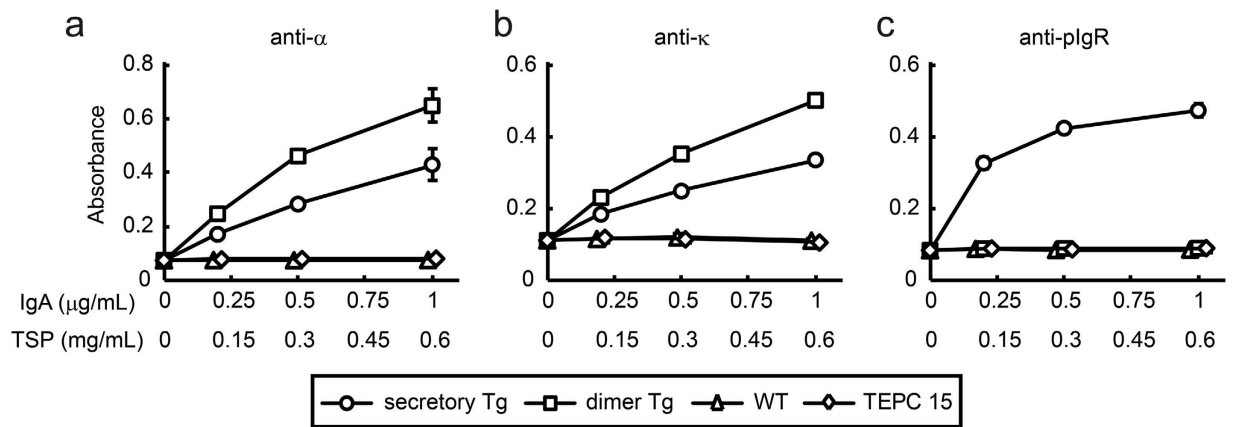 a b c
anti-α anti-κ anti-pIgR
0.8 0.6 0.6
0.6
0.4 0.4
0.4
0.2 0.2
0.2
0 0 0
Absorbance
IgA (μg/mL) 0 0.25 0.5 0.75 1 0 0.25 0.5 0.75 1 0 0.25 0.5 0.75 1
TSP (mg/mL) 0 0.15 0.3 0.45 0.6 0 0.15 0.3 0.45 0.6 0 0.15 0.3 0.45 0.6
secretory Tg dimer Tg WT TEPC 15